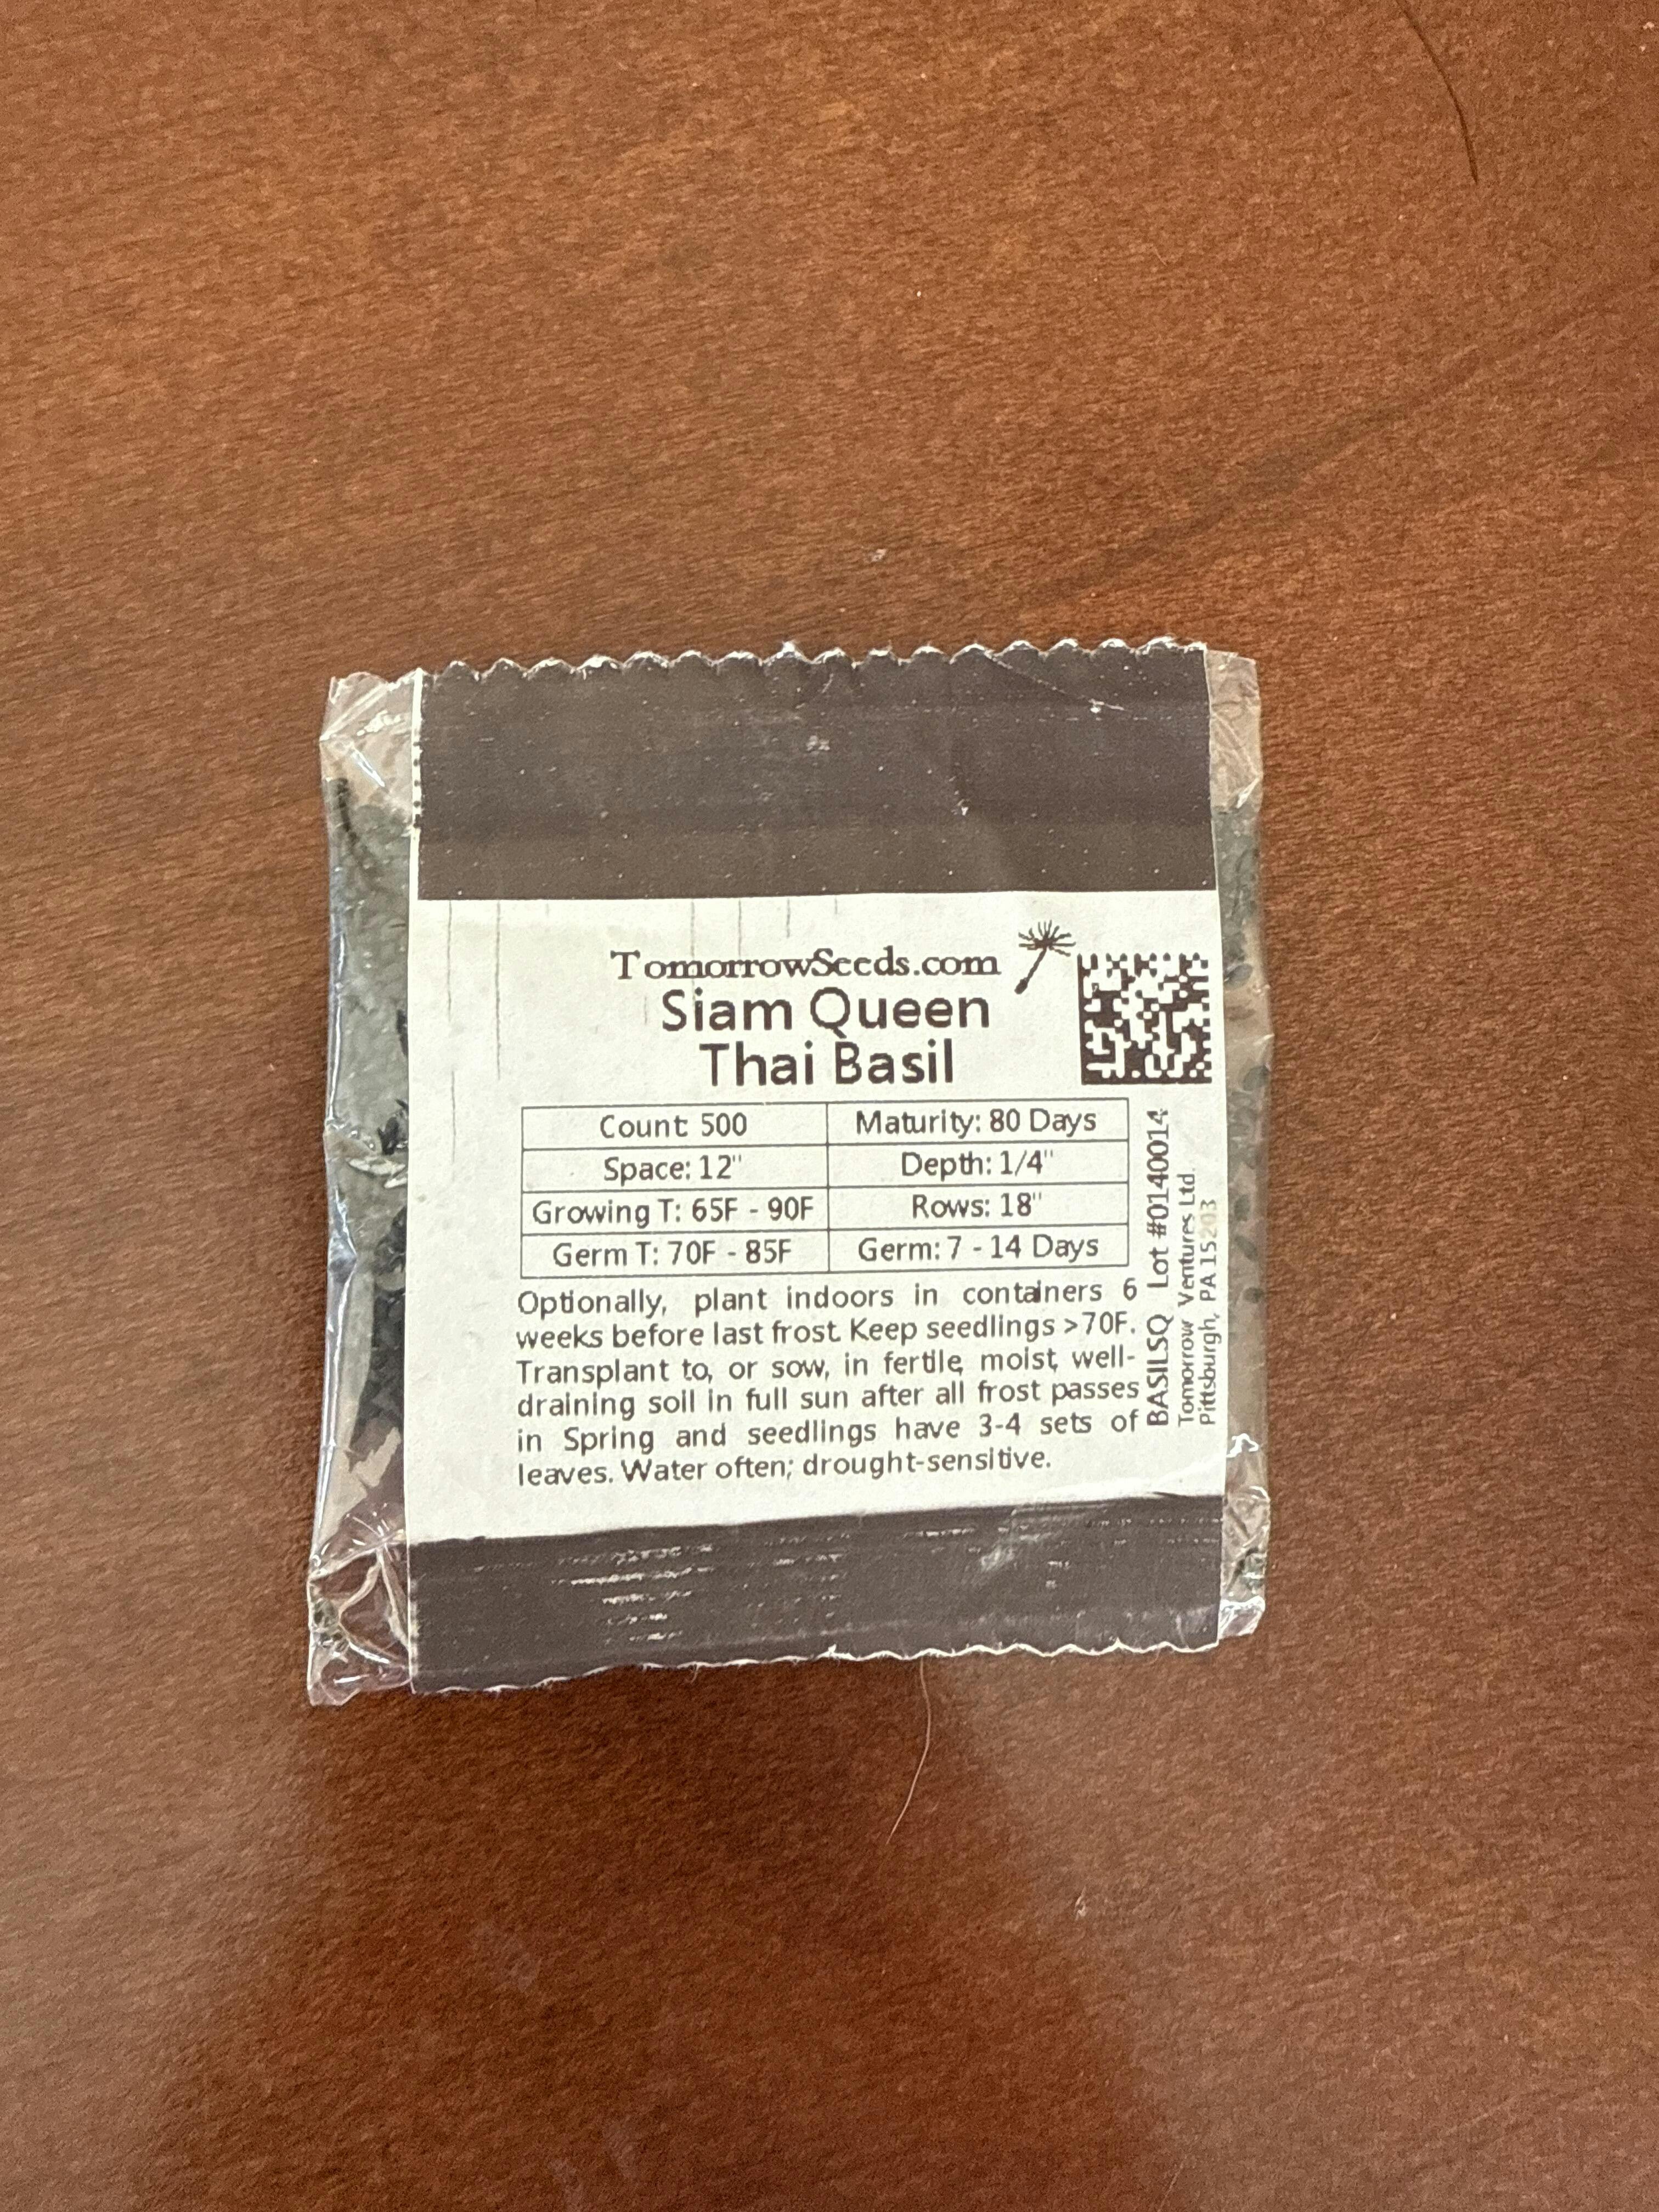 TomorrowSeeds.com
Siam Queen
Thai Basil
Count: 500
Maturity: 80 Days
Space: 12"
Depth: 1/4"
Growing T: 65F - 90F
Rows: 18"
Germ T: 70F - 85F
Germ: 7 - 14 Days
Optionally, plant indoors in containers 6
weeks before last frost. Keep seedlings >70F.
Transplant to, or sow, in fertile, moist, well-
draining soil in full sun after all frost passes
in Spring and seedlings have 3-4 sets of
leaves. Water often; drought-sensitive.
BASILSQ Lot #0140014
Tomorrow Ventures Ltd.
Pittsburgh, PA 15203